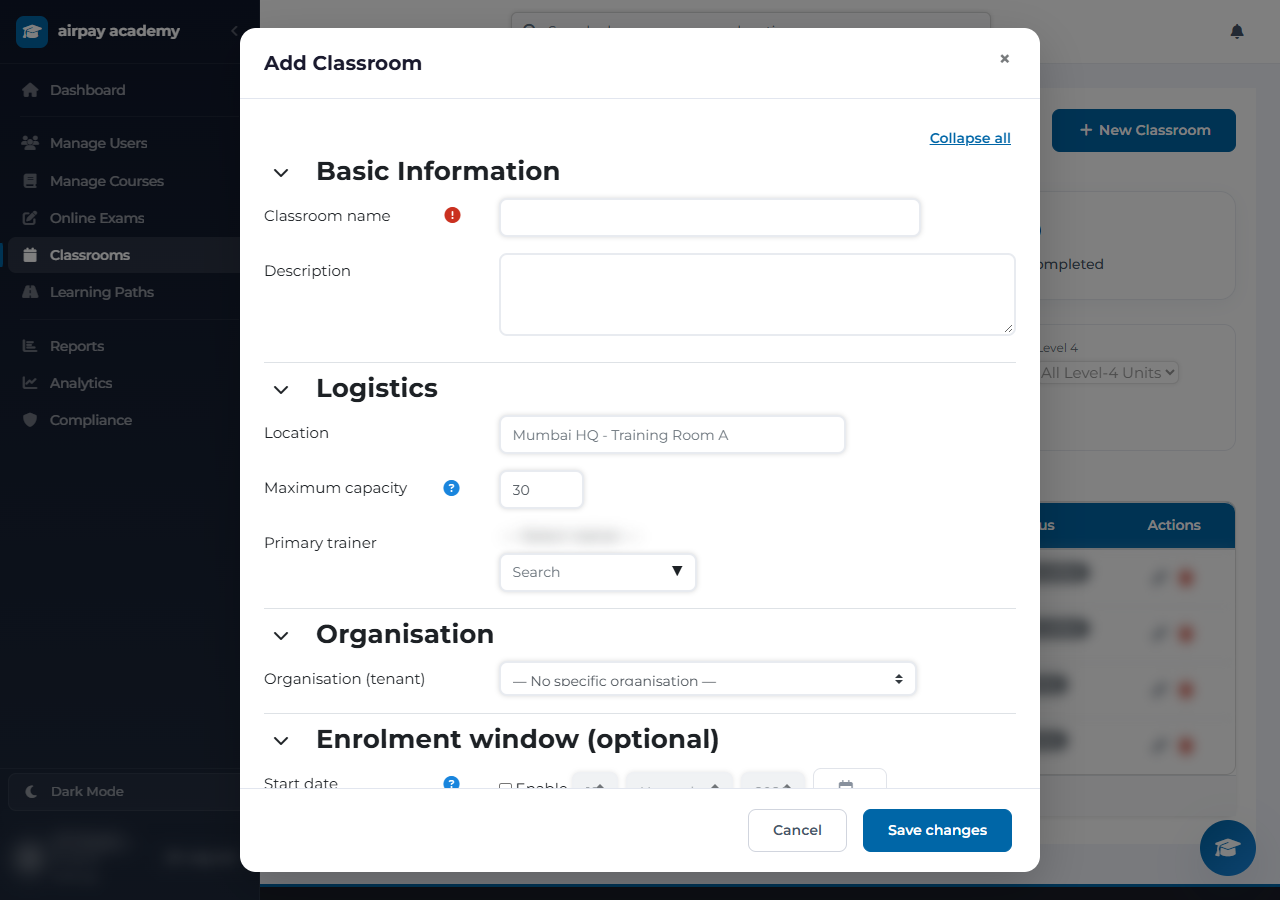 airpay academy
Dashboard
Manage Users
Manage Courses
Online Exams
Classrooms
Learning Paths
Reports
Analytics
Compliance
Dark Mode
+ New Classroom
ompleted
Level 4
All Level-4 Units
us
Actions
Add Classroom
×
Collapse all
Basic Information
Classroom name
Description
Logistics
Location
Mumbai HQ - Training Room A
Maximum capacity
30
Primary trainer
Search
Organisation
Organisation (tenant)
— No specific organisation —
Enrolment window (optional)
Start date
Enable
Cancel
Save changes